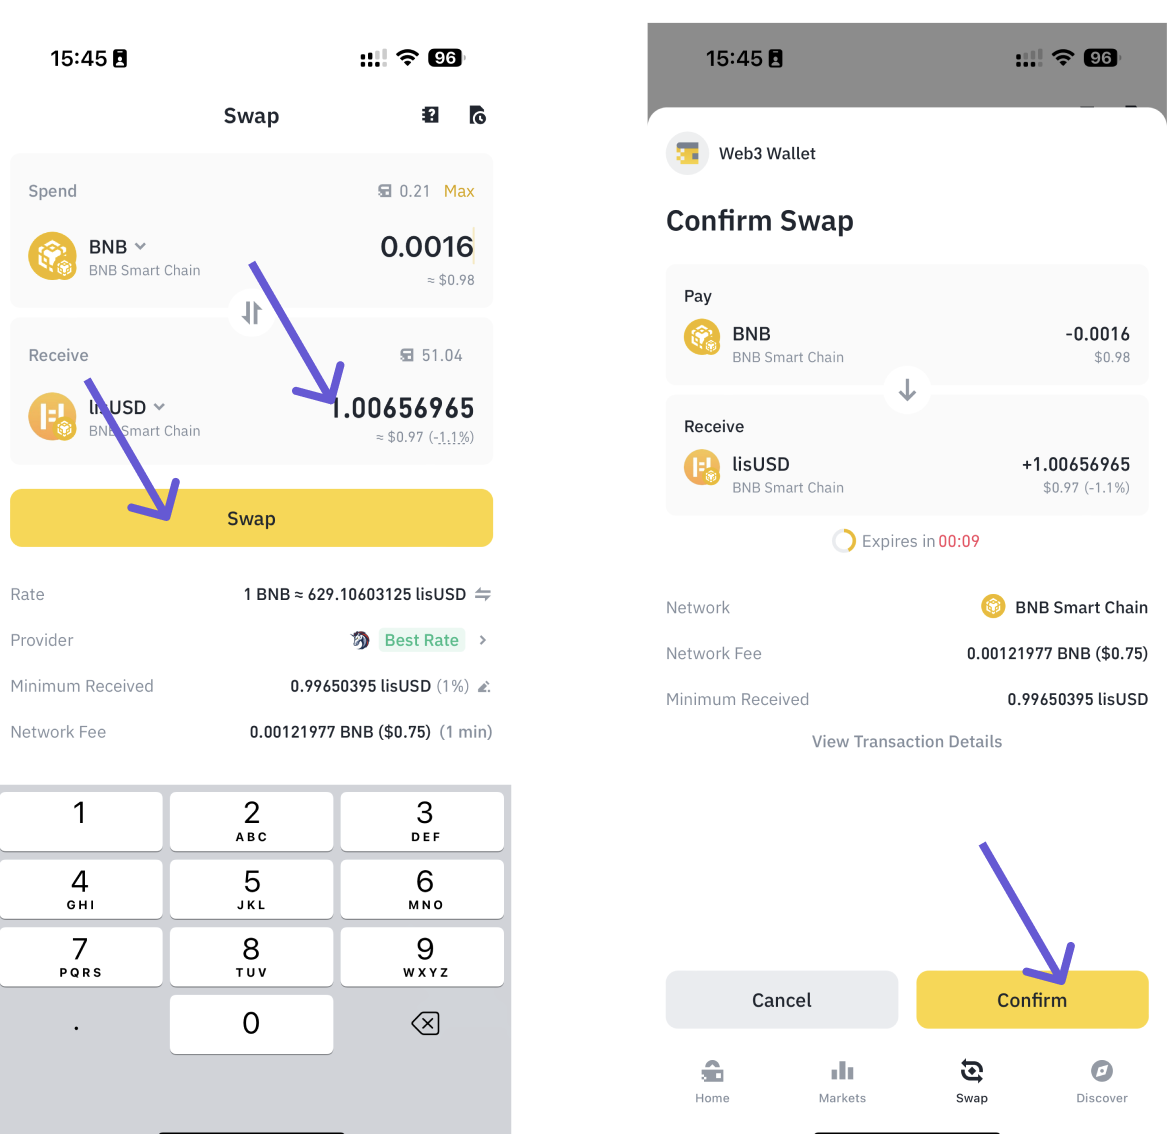 15:45
96
Swap
Spend
0.21 Max
BNB
0.0016
BNB Smart Chain
≈ $0.98
Receive
51.04
lisUSD
1.00656965
BNB Smart Chain
≈ $0.97 (-1.1%)
Swap
Rate
1 BNB ≈ 629.10603125 lisUSD
Provider
Best Rate
Minimum Received
0.99650395 lisUSD (1%)
Network Fee
0.00121977 BNB ($0.75) (1 min)
1
2
ABC
3
DEF
4
GHI
5
JKL
6
MNO
7
PQRS
8
TUV
9
WXYZ
.
0
15:45
96
Web3 Wallet
Confirm Swap
Pay
BNB
-0.0016
BNB Smart Chain
$0.98
Receive
lisUSD
+1.00656965
BNB Smart Chain
$0.97 (-1.1%)
Expires in 00:09
Network
BNB Smart Chain
Network Fee
0.00121977 BNB ($0.75)
Minimum Received
0.99650395 lisUSD
View Transaction Details
Cancel
Confirm
Home
Markets
Swap
Discover